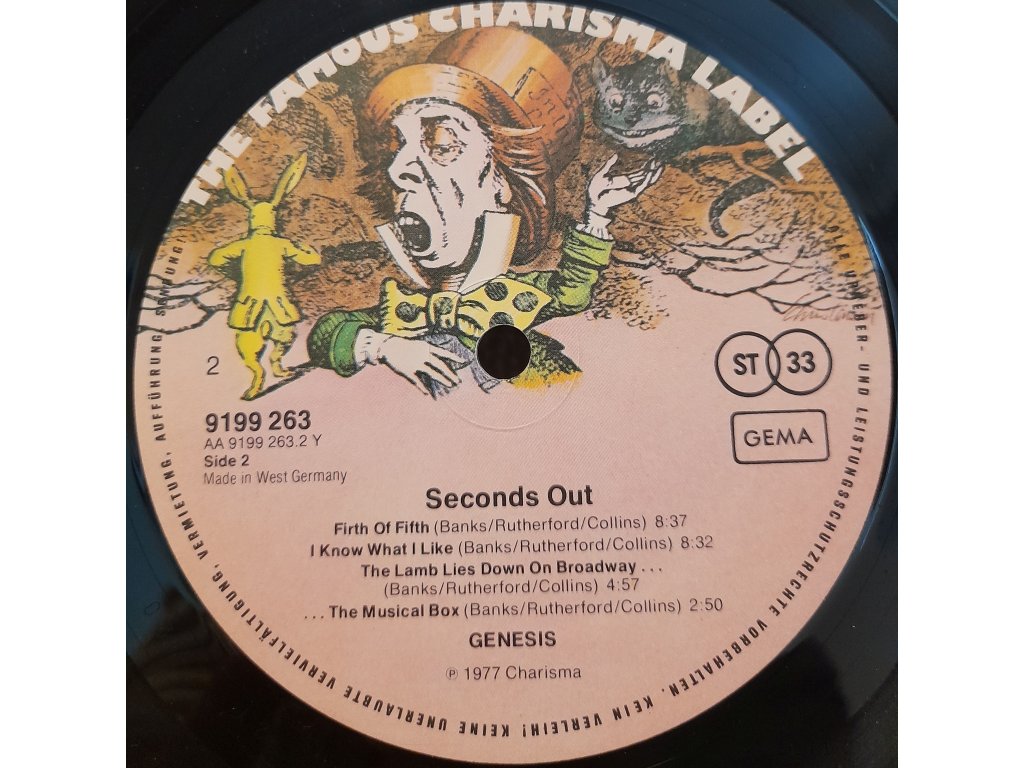 THE FAMOUS CHARISMA LABEL
2
ST 33
9199 263
AA 9199 263.2 Y
GEMA
Side 2
Made in West Germany
Seconds Out
Firth Of Fifth (Banks/Rutherford/Collins) 8:37
I Know What I Like (Banks/Rutherford/Collins) 8:32
The Lamb Lies Down On Broadway ...
(Banks/Rutherford/Collins) 4:57
... The Musical Box (Banks/Rutherford/Collins) 2:50
GENESIS
℗ 1977 Charisma
ALLE URHEBER- UND LEISTUNGSSCHUTZRECHTE VORBEHALTEN. KEIN VERLEIH! KEINE UNERLAUBTE VERVIELFÄLTIGUNG, VERMIETUNG, AUFFÜHRUNG, SENDUNG!